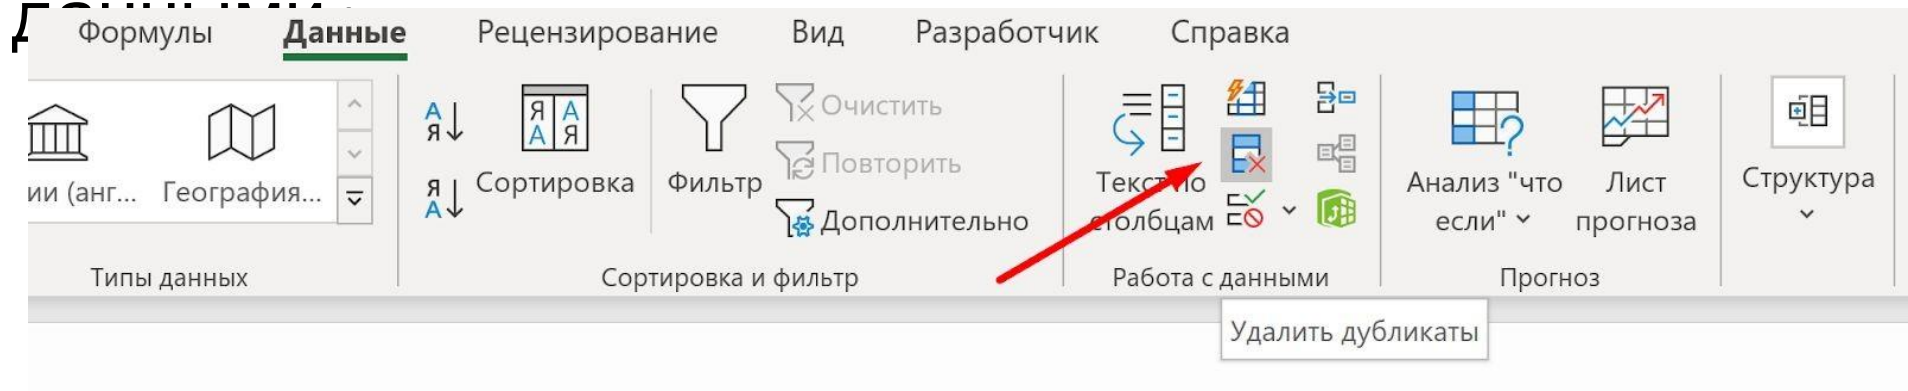 данными :
Формулы Данные Рецензирование Вид Разработчик Справка
ии (анг... География...
Сортировка
Фильтр
Очистить
Повторить
Дополнительно
Текст по
столбцам
Анализ "что
если"
Лист
прогноза
Структура
Типы данных
Сортировка и фильтр
Работа с данными
Прогноз
Удалить дубликаты